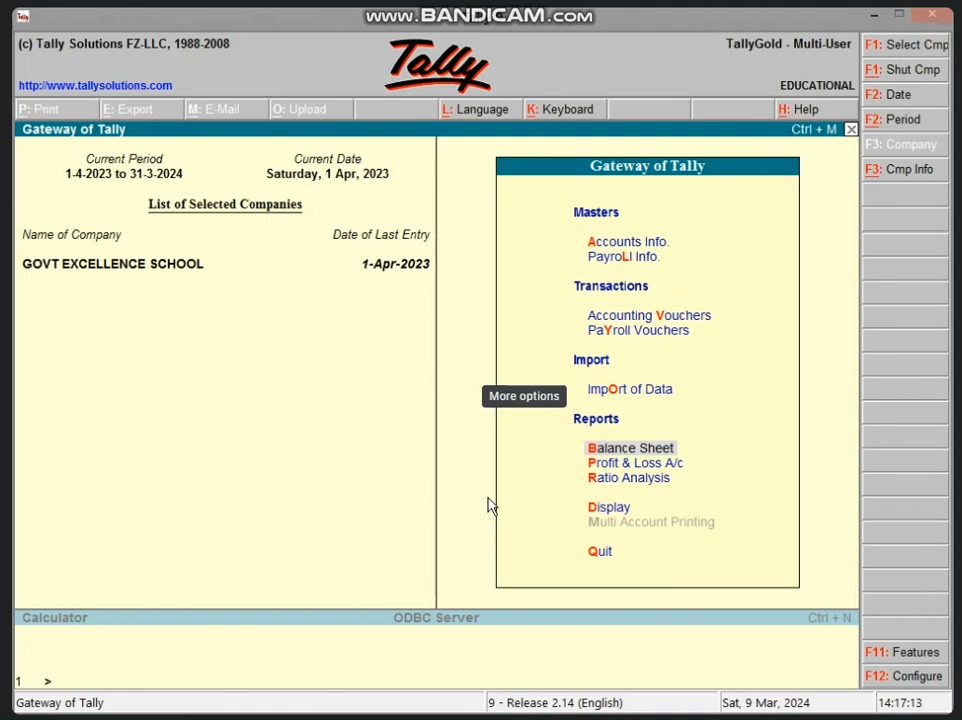 www.BANDICAM.com
(c) Tally Solutions FZ-LLC, 1988-2008
http://www.tallysolutions.com
Tally
TallyGold - Multi-User
EDUCATIONAL
P: Print
E: Export
M: E-Mail
O: Upload
L: Language
K: Keyboard
H: Help
Gateway of Tally
Ctrl + M
Current Period
1-4-2023 to 31-3-2024
Current Date
Saturday, 1 Apr, 2023
List of Selected Companies
Name of Company
Date of Last Entry
GOVT EXCELLENCE SCHOOL
1-Apr-2023
Gateway of Tally
Masters
Accounts Info.
PayroLl Info.
Transactions
Accounting Vouchers
PaYroll Vouchers
Import
ImpOrt of Data
More options
Reports
Balance Sheet
Profit & Loss A/c
Ratio Analysis
Display
Multi Account Printing
Quit
F1: Select Cmp
F1: Shut Cmp
F2: Date
F2: Period
F3: Company
F3: Cmp Info
F11: Features
F12: Configure
Calculator
ODBC Server
Ctrl + N
1 >
Gateway of Tally
9 - Release 2.14 (English)
Sat, 9 Mar, 2024
14:17:13